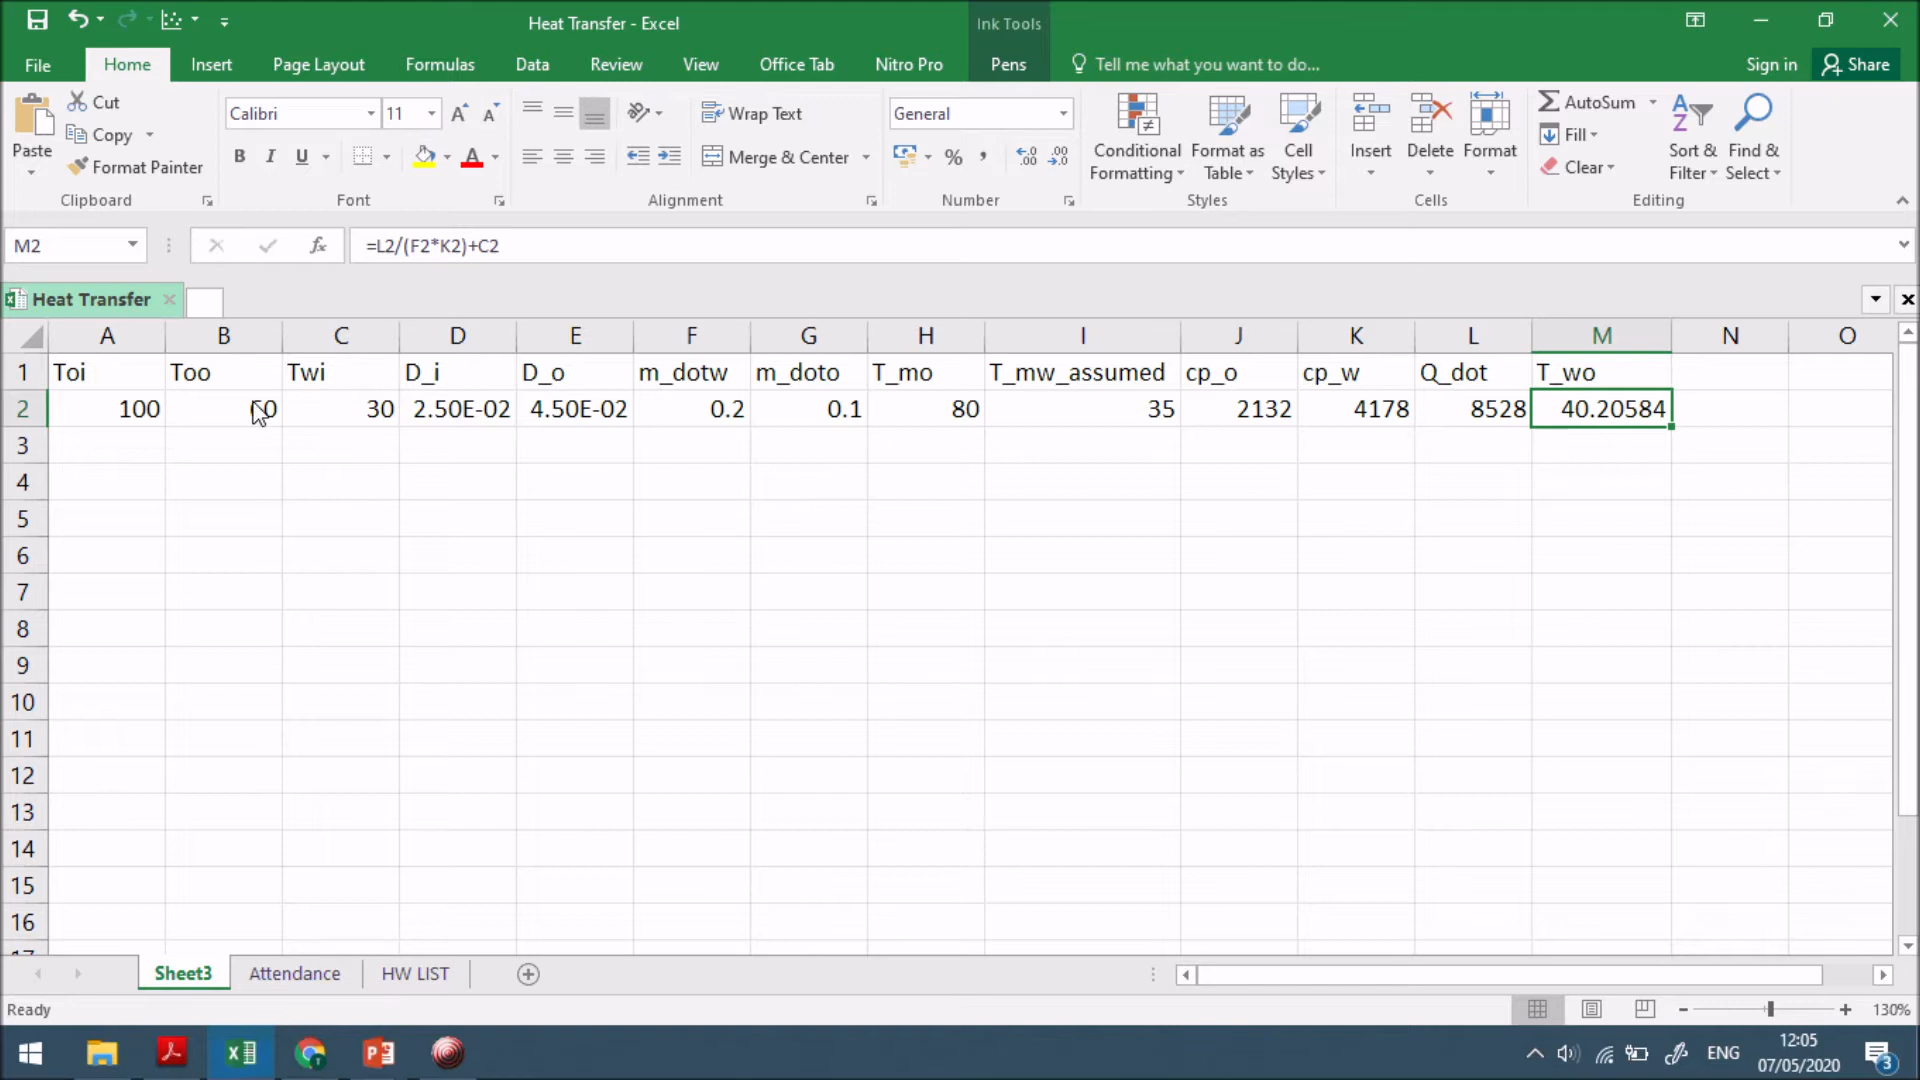 Heat Transfer - Excel
Ink Tools
File Home Insert Page Layout Formulas Data Review View Office Tab Nitro Pro Pens Tell me what you want to do... Sign in Share
Paste
Cut
Copy
Format Painter
Clipboard
Calibri 11
B I U
Font
Wrap Text
Merge & Center
Alignment
General
%
Number
Conditional Formatting
Format as Table
Cell Styles
Styles
Insert Delete Format
Cells
AutoSum
Fill
Clear
Sort & Filter
Find & Select
Editing
M2 fx =L2/(F2*K2)+C2
Heat Transfer
A B C D E F G H I J K L M N O
1 Toi Too Twi D_i D_o m_dotw m_doto T_mo T_mw_assumed cp_o cp_w Q_dot T_wo
2 100 60 30 2.50E-02 4.50E-02 0.2 0.1 80 35 2132 4178 8528 40.20584
3
4
5
6
7
8
9
10
11
12
13
14
15
16
Sheet3 Attendance HW LIST
Ready 130%
ENG 12:05
07/05/2020
3